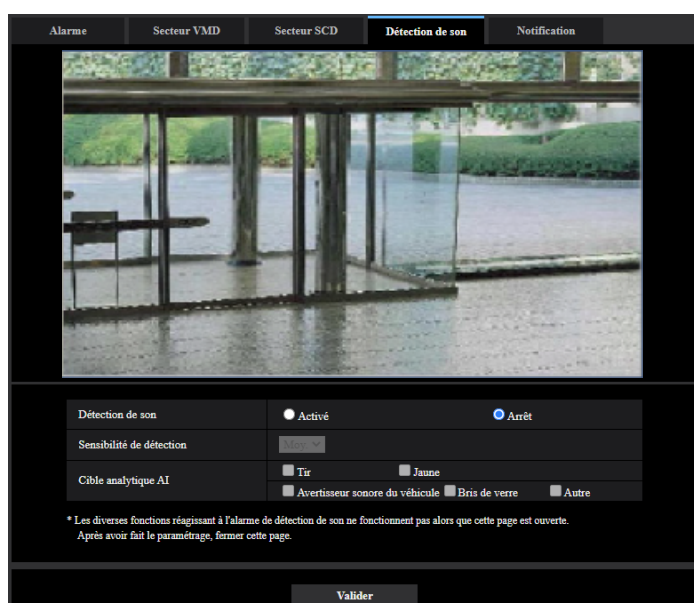 Alarme Secteur VMD Secteur SCD Détection de son Notification
Détection de son Activé Arrêt
Sensibilité de détection Moy.
Cible analytique AI
Tir Jaune
Avertisseur sonore du véhicule Bris de verre Autre
* Les diverses fonctions réagissant à l'alarme de détection de son ne fonctionnent pas alors que cette page est ouverte.
Après avoir fait le paramétrage, fermer cette page.
Valider